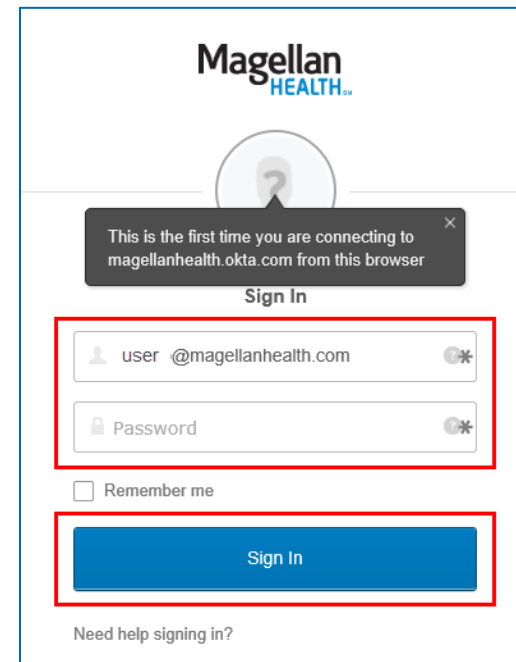 Magellan
HEALTH℠
?
This is the first time you are connecting to
magellanhealth.okta.com from this browser
Sign In
user @magellanhealth.com
Password
Remember me
Sign In
Need help signing in?